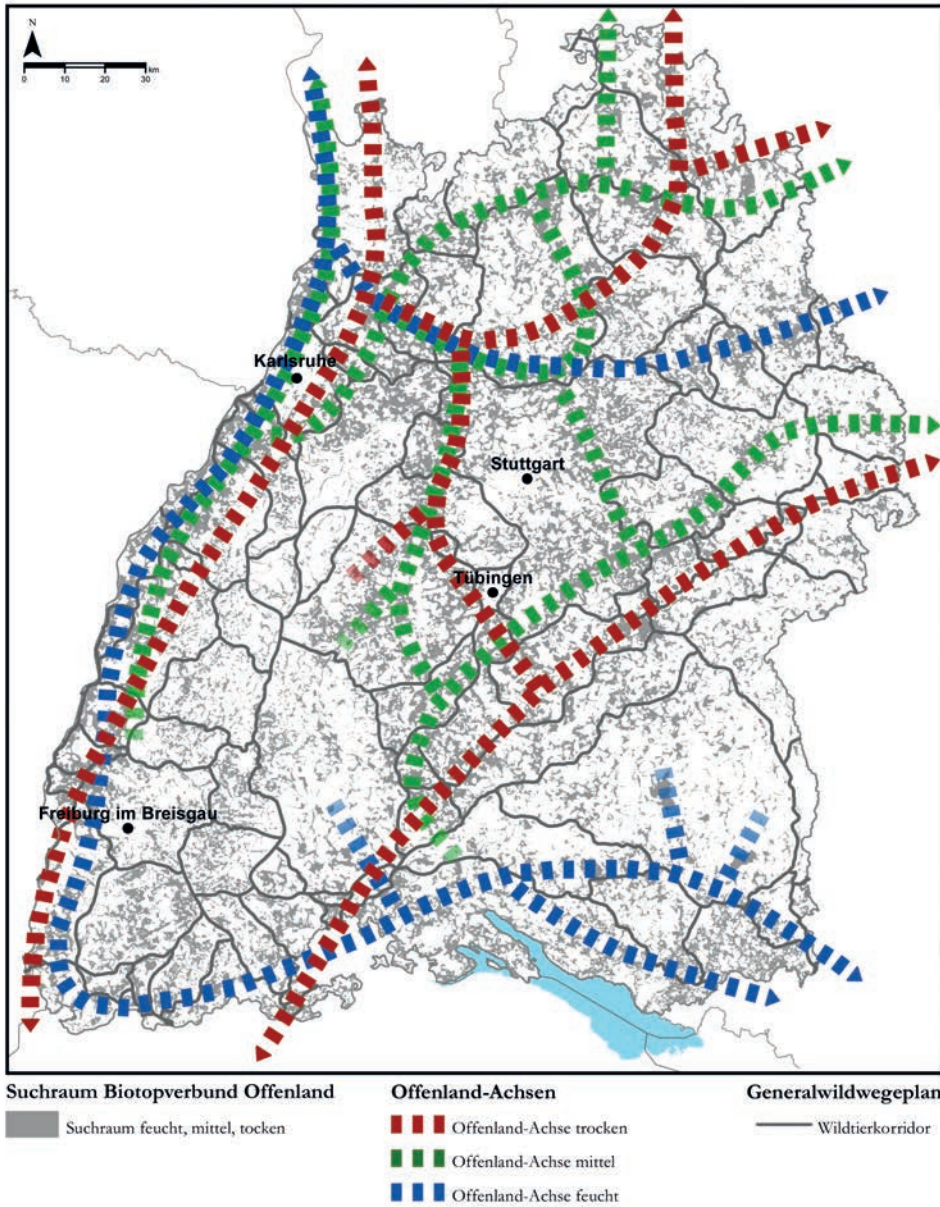 N
0 10 20 30 km
Karlsruhe
Stuttgart
Tübingen
Freiburg im Breisgau
Suchraum Biotopverbund Offenland
Suchraum feucht, mittel, tocken
Offenland-Achsen
Offenland-Achse trocken
Offenland-Achse mittel
Offenland-Achse feucht
Generalwildwegeplan
Wildtierkorridor